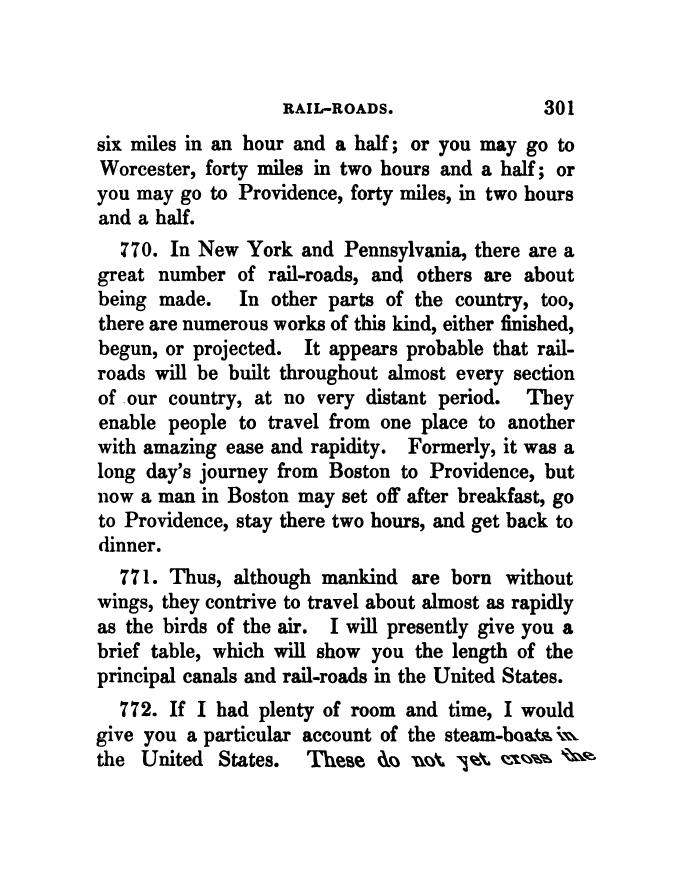 RAIL-ROADS. 301
six miles in an hour and a half; or you may go to
Worcester, forty miles in two hours and a half; or
you may go to Providence, forty miles, in two hours
and a half.
770. In New York and Pennsylvania, there are a
great number of rail-roads, and others are about
being made. In other parts of the country, too,
there are numerous works of this kind, either finished,
begun, or projected. It appears probable that rail-
roads will be built throughout almost every section
of our country, at no very distant period. They
enable people to travel from one place to another
with amazing ease and rapidity. Formerly, it was a
long day's journey from Boston to Providence, but
now a man in Boston may set off after breakfast, go
to Providence, stay there two hours, and get back to
dinner.
771. Thus, although mankind are born without
wings, they contrive to travel about almost as rapidly
as the birds of the air. I will presently give you a
brief table, which will show you the length of the
principal canals and rail-roads in the United States.
772. If I had plenty of room and time, I would
give you a particular account of the steam-boats in
the United States. These do not yet cross the